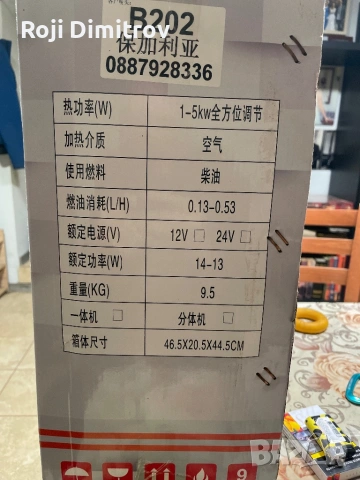 B202
Roji Dimitrov
保加利亚
0887928336
热功率(W) 1-5kw全方位调节
加热介质 空气
使用燃料 柴油
燃油消耗(L/H) 0.13-0.53
额定电源(V) 12V☐ 24V☐
额定功率(W) 14-13
重量(KG) 9.5
一体机 ☐ 分体机 ☐
箱体尺寸 46.5X20.5X44.5CM
9
BAZAR